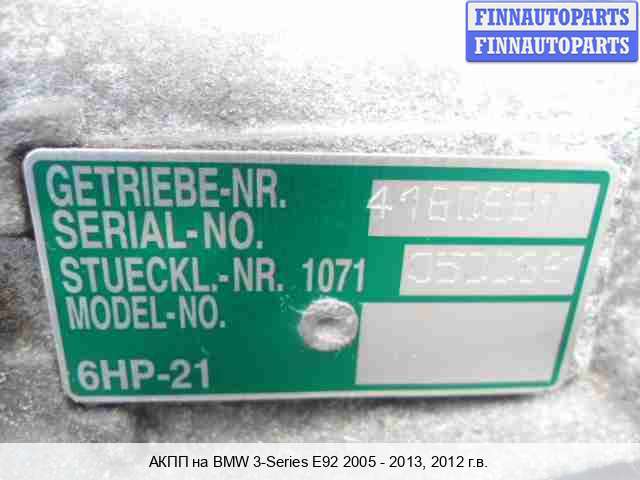 FINNAUTOPARTS
FINNAUTOPARTS
GETRIEBE-NR.
SERIAL-NO.
STUECKL.-NR. 1071
MODEL-NO.
6HP-21
АКПП на BMW 3-Series E92 2005 - 2013, 2012 г.в.